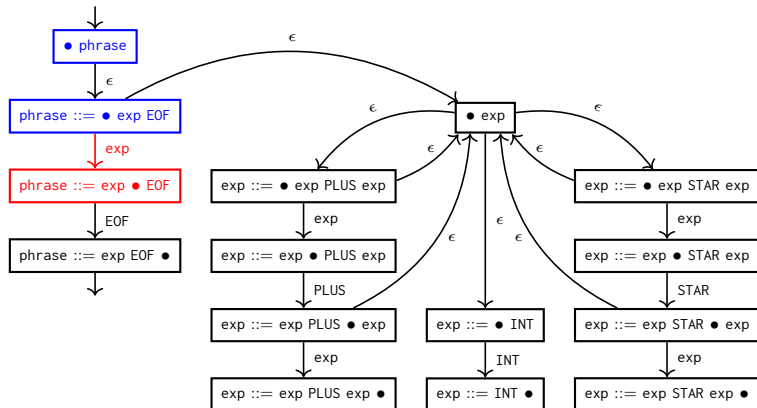 ● phrase
ϵ
phrase ::= ● exp EOF
exp
phrase ::= exp ● EOF
EOF
phrase ::= exp EOF ●
ϵ
● exp
ϵ
ϵ
ϵ
ϵ
exp ::= ● exp PLUS exp
exp
exp ::= exp ● PLUS exp
PLUS
exp ::= exp PLUS ● exp
exp
exp ::= exp PLUS exp ●
ϵ
ϵ
ϵ
exp ::= ● INT
INT
exp ::= INT ●
exp ::= ● exp STAR exp
exp
exp ::= exp ● STAR exp
STAR
exp ::= exp STAR ● exp
exp
exp ::= exp STAR exp ●